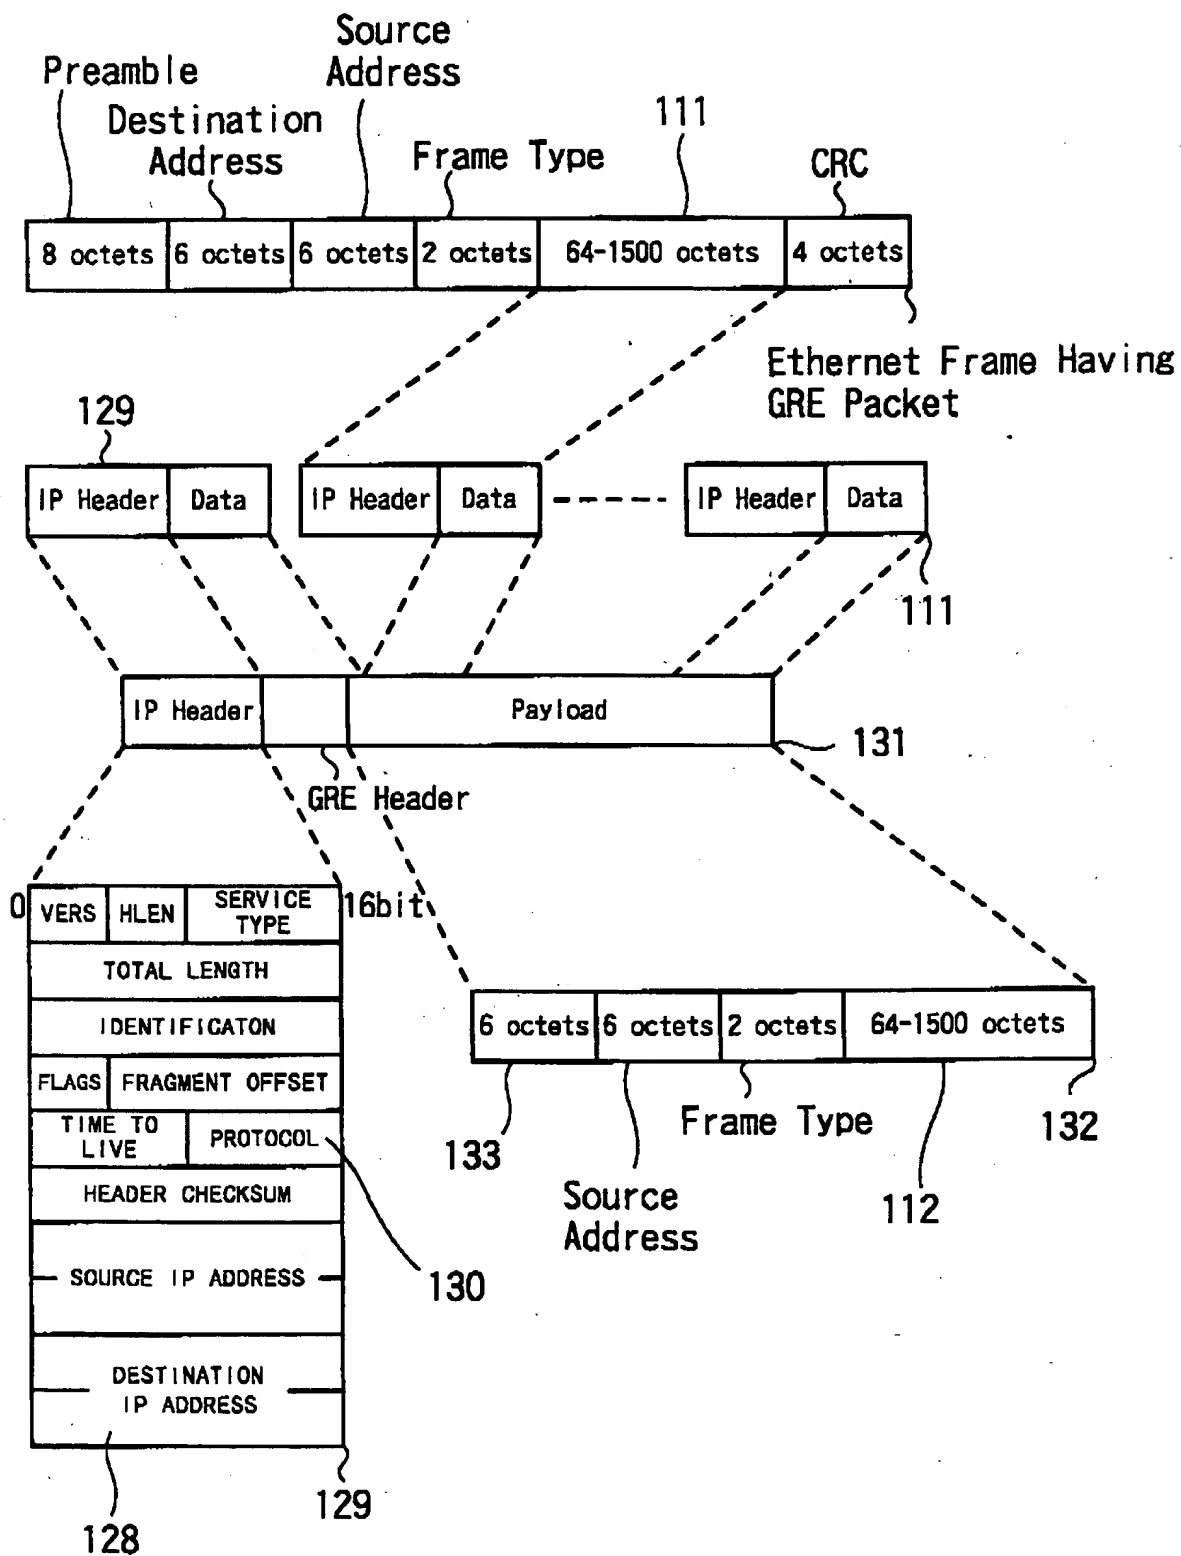 Source
Address
Preamble
Destination
Address
Frame Type
111
CRC
8 octets 6 octets 6 octets 2 octets 64-1500 octets 4 octets
Ethernet Frame Having
GRE Packet
129
IP Header Data IP Header Data IP Header Data
111
IP Header Payload
131
GRE Header
0 VERS HLEN SERVICE TYPE 16bit
TOTAL LENGTH
IDENTIFICATON
FLAGS FRAGMENT OFFSET
TIME TO LIVE PROTOCOL
HEADER CHECKSUM
SOURCE IP ADDRESS
DESTINATION
IP ADDRESS
130
128
129
6 octets 6 octets 2 octets 64-1500 octets
133
Source
Address
Frame Type
112
132